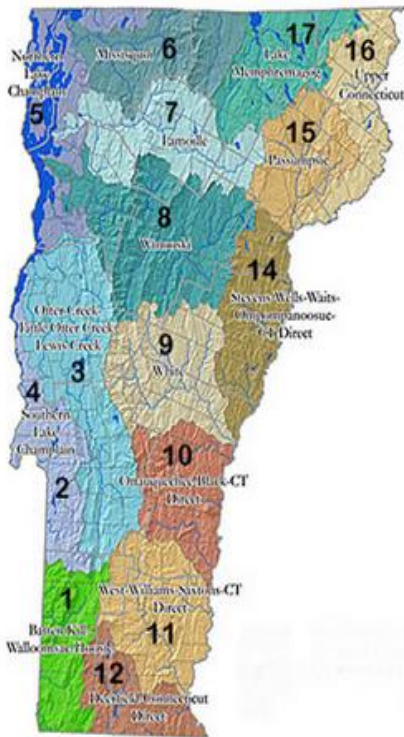 17
16
6
Missisquoi
Lake
Memphremagog
Northern
Lake
Champlain
5
Upper
Connecticut
7
Lamoille
15
Passumpsic
8
Winooski
14
Stevens-Wells-Waits-
Ompompanoosuc-
CT Direct
Otter Creek
Little Otter Creek
Lewis Creek
3
9
White
4
Southern
Lake
Champlain
10
Ottauquechee/Black-CT
Direct
2
1
Batten Kill-
Walloomsac-Hoosic
West-Williams-Saxtons-CT
Direct
11
12
Deerfield/Connecticut
Direct